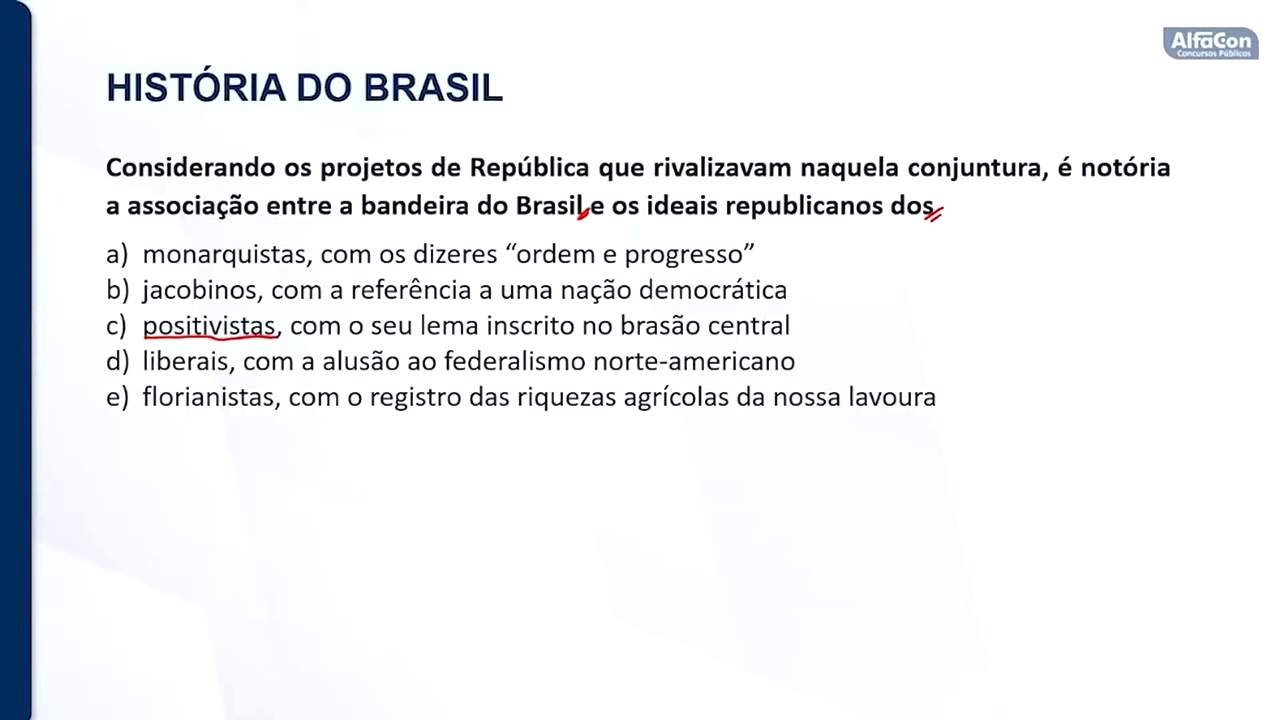 AlfaCon
Concursos Públicos
HISTÓRIA DO BRASIL
Considerando os projetos de República que rivalizavam naquela conjuntura, é notória
a associação entre a bandeira do Brasil e os ideais republicanos dos
a) monarquistas, com os dizeres “ordem e progresso”
b) jacobinos, com a referência a uma nação democrática
c) positivistas, com o seu lema inscrito no brasão central
d) liberais, com a alusão ao federalismo norte-americano
e) florianistas, com o registro das riquezas agrícolas da nossa lavoura